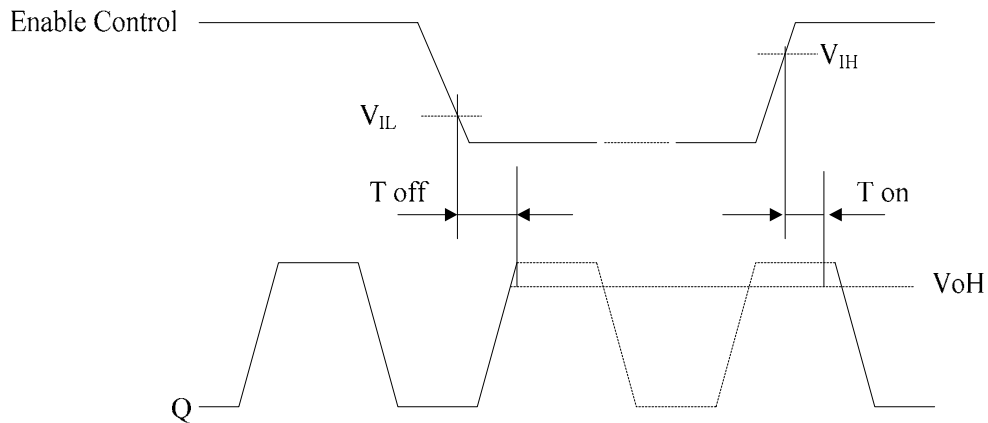 Enable Control
VIH
VIL
T off
T on
VoH
Q